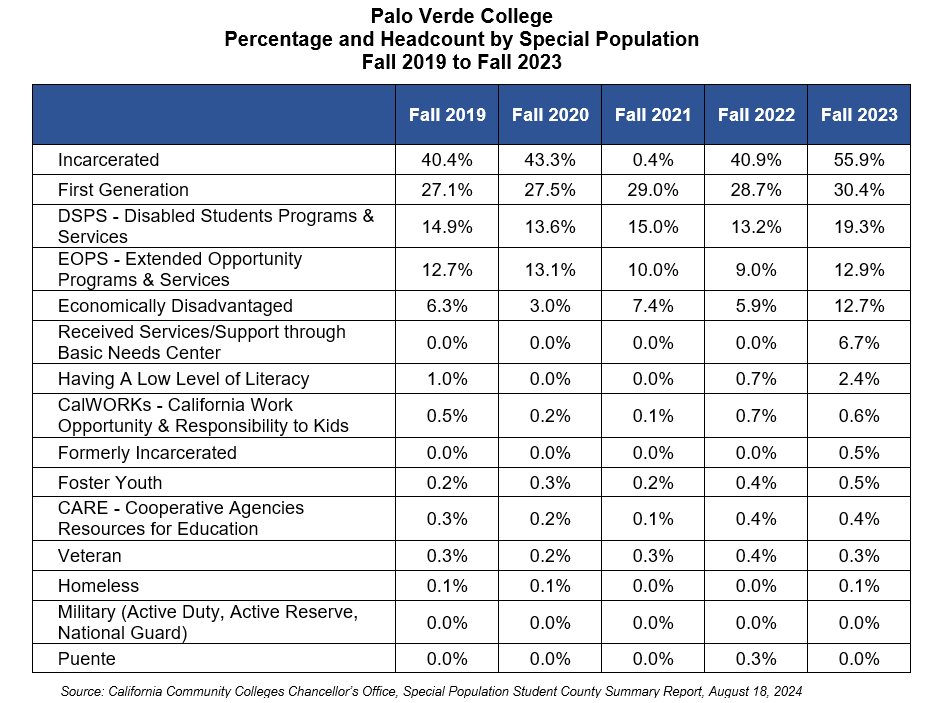 Palo Verde College
Percentage and Headcount by Special Population
Fall 2019 to Fall 2023
Fall 2019 Fall 2020 Fall 2021 Fall 2022 Fall 2023
Incarcerated 40.4% 43.3% 0.4% 40.9% 55.9%
First Generation 27.1% 27.5% 29.0% 28.7% 30.4%
DSPS - Disabled Students Programs &
Services 14.9% 13.6% 15.0% 13.2% 19.3%
EOPS - Extended Opportunity
Programs & Services 12.7% 13.1% 10.0% 9.0% 12.9%
Economically Disadvantaged 6.3% 3.0% 7.4% 5.9% 12.7%
Received Services/Support through
Basic Needs Center 0.0% 0.0% 0.0% 0.0% 6.7%
Having A Low Level of Literacy 1.0% 0.0% 0.0% 0.7% 2.4%
CalWORKs - California Work
Opportunity & Responsibility to Kids 0.5% 0.2% 0.1% 0.7% 0.6%
Formerly Incarcerated 0.0% 0.0% 0.0% 0.0% 0.5%
Foster Youth 0.2% 0.3% 0.2% 0.4% 0.5%
CARE - Cooperative Agencies
Resources for Education 0.3% 0.2% 0.1% 0.4% 0.4%
Veteran 0.3% 0.2% 0.3% 0.4% 0.3%
Homeless 0.1% 0.1% 0.0% 0.0% 0.1%
Military (Active Duty, Active Reserve,
National Guard) 0.0% 0.0% 0.0% 0.0% 0.0%
Puente 0.0% 0.0% 0.0% 0.3% 0.0%
Source: California Community Colleges Chancellor's Office, Special Population Student County Summary Report, August 18, 2024